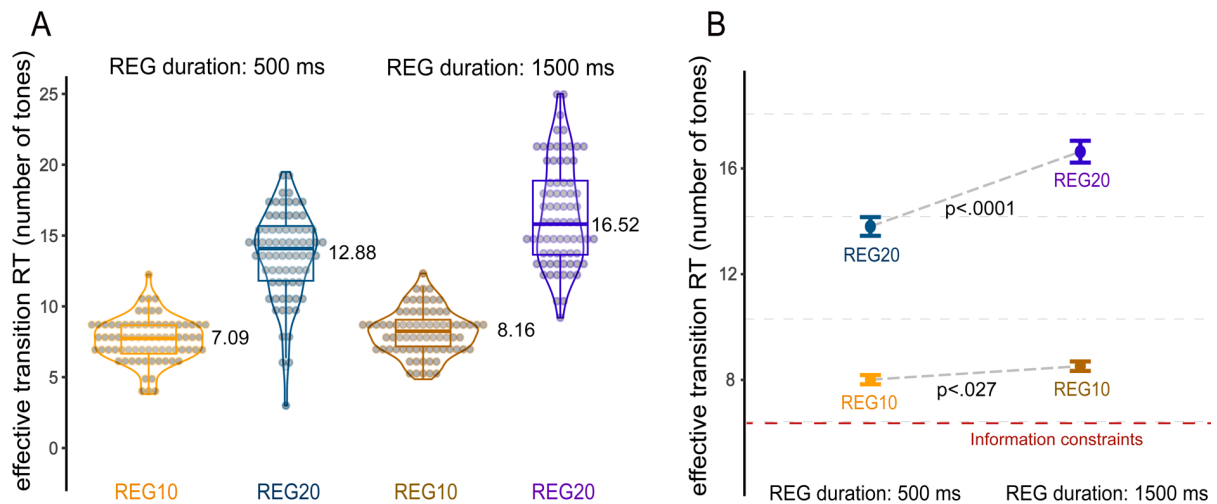 A
effective transition RT (number of tones)
REG duration: 500 ms
REG duration: 1500 ms
25
20
15
10
5
0
7.09
12.88
8.16
16.52
REG10
REG20
REG10
REG20
B
effective transition RT (number of tones)
16
12
8
REG20
p<.0001
REG20
REG10
p<.027
REG10
Information constraints
REG duration: 500 ms
REG duration: 1500 ms